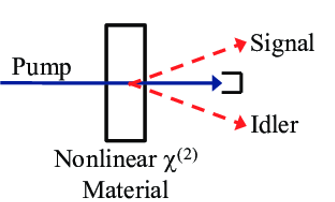 Signal
Pump
Idler
Nonlinear χ⁽²⁾
Material